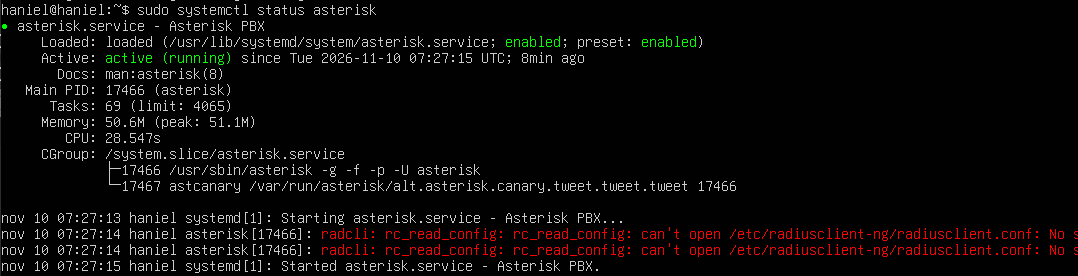 haniel@haniel:~$ sudo systemctl status asterisk
● asterisk.service - Asterisk PBX
Loaded: loaded (/usr/lib/systemd/system/asterisk.service; enabled; preset: enabled)
Active: active (running) since Tue 2026-11-10 07:27:15 UTC; 8min ago
Docs: man:asterisk(8)
Main PID: 17466 (asterisk)
Tasks: 69 (limit: 4065)
Memory: 50.6M (peak: 51.1M)
CPU: 28.547s
CGroup: /system.slice/asterisk.service
├─17466 /usr/sbin/asterisk -g -f -p -U asterisk
└─17467 astcanary /var/run/asterisk/alt.asterisk.canary.tweet.tweet.tweet 17466
nov 10 07:27:13 haniel systemd[1]: Starting asterisk.service - Asterisk PBX...
nov 10 07:27:14 haniel asterisk[17466]: radcli: rc_read_config: rc_read_config: can't open /etc/radiusclient-ng/radiusclient.conf: No s
nov 10 07:27:14 haniel asterisk[17466]: radcli: rc_read_config: rc_read_config: can't open /etc/radiusclient-ng/radiusclient.conf: No s
nov 10 07:27:15 haniel systemd[1]: Started asterisk.service - Asterisk PBX.